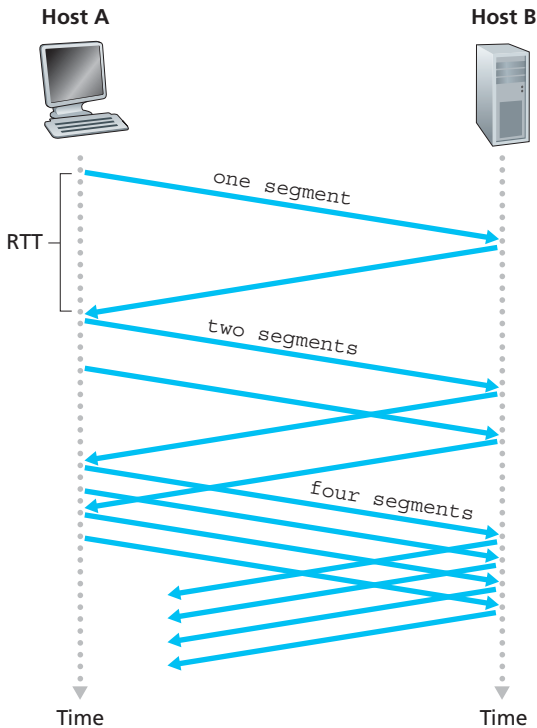 Host A
Host B
one segment
RTT
two segments
four segments
Time
Time